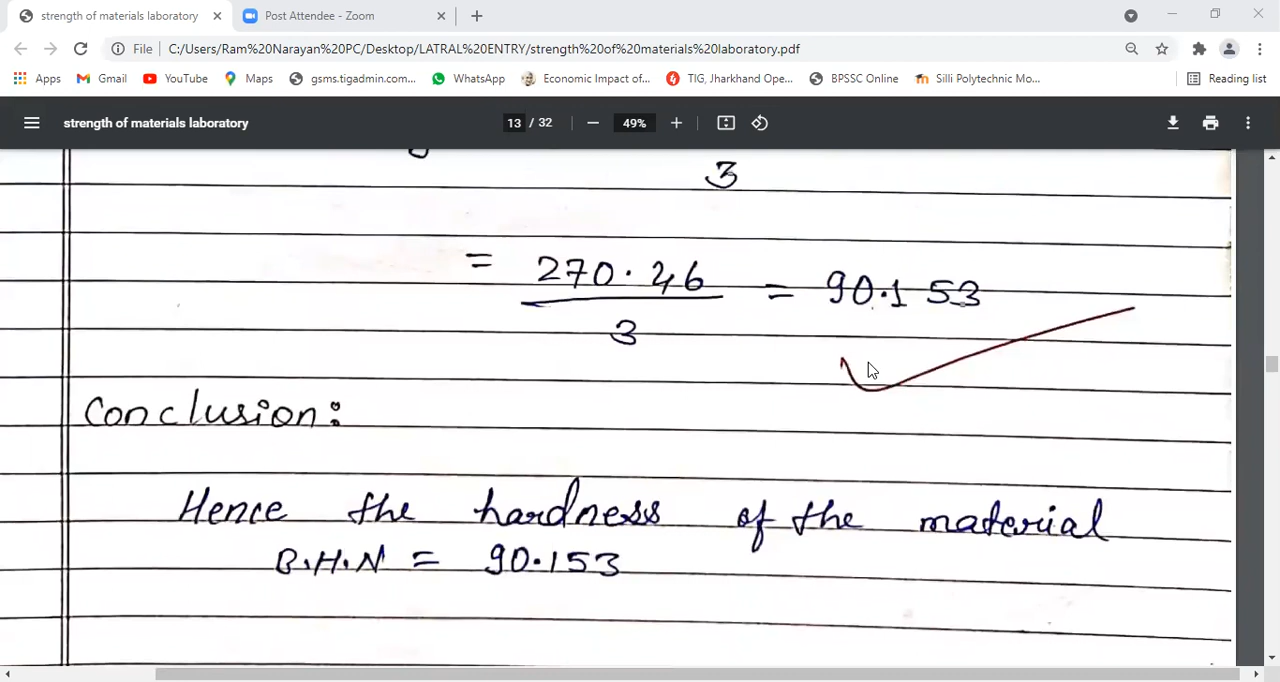 strength of materials laboratory
Post Attendee - Zoom
File C:/Users/Ram%20Narayan%20PC/Desktop/LATRAL%20ENTRY/strength%20of%20materials%20laboratory.pdf
Apps Gmail YouTube Maps gsms.tigadmin.com... WhatsApp Economic Impact of... TIG, Jharkhand Ope... BPSSC Online Silli Polytechnic Mo... Reading list
strength of materials laboratory 13 / 32 49%
3
= 270.46 / 3 = 90.153
Conclusion:
Hence the hardness of the material
B.H.N = 90.153